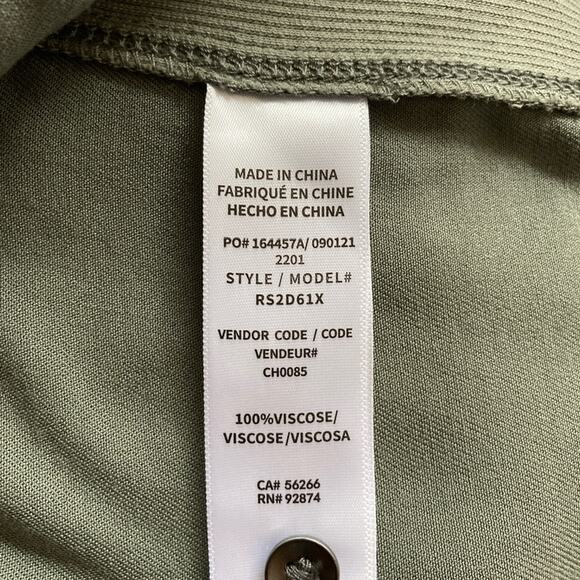 MADE IN CHINA
FABRIQUÉ EN CHINE
HECHO EN CHINA
PO# 164457A/ 090121
2201
STYLE / MODEL#
RS2D61X
VENDOR CODE / CODE
VENDEUR#
CH0085
100%VISCOSE/
VISCOSE/VISCOSA
CA# 56266
RN# 92874